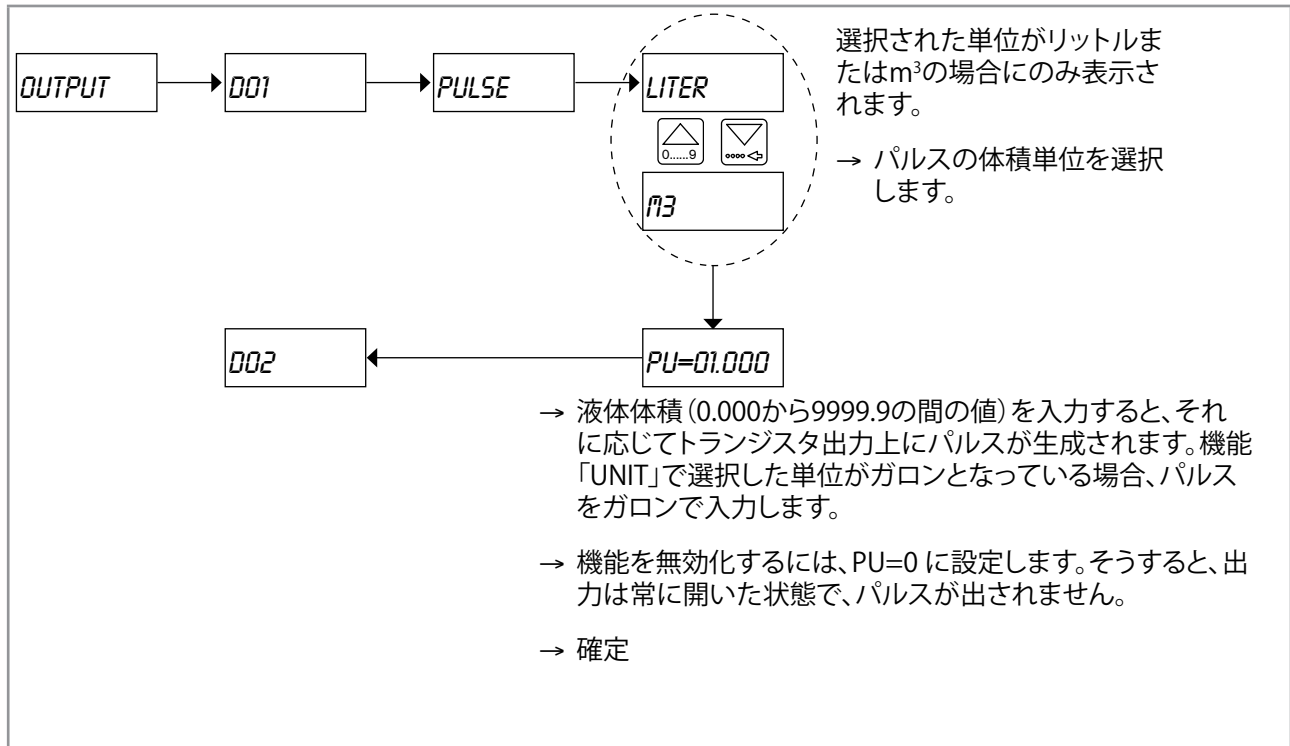 選択された単位がリットルま
たはm³の場合にのみ表示さ
れます。
OUTPUT
DO1
PULSE
LITER
0......9
→ パルスの体積単位を選択
します。
M3
DO2
PU=01.000
→ 液体体積（0.000から9999.9の間の値）を入力すると、それ
に応じてトランジスタ出力上にパルスが生成されます。機能
「UNIT」で選択した単位がガロンとなっている場合、パルス
をガロンで入力します。
→ 機能を無効化するには、PU=0 に設定します。そうすると、出
力は常に開いた状態で、パルスが出されません。
→ 確定